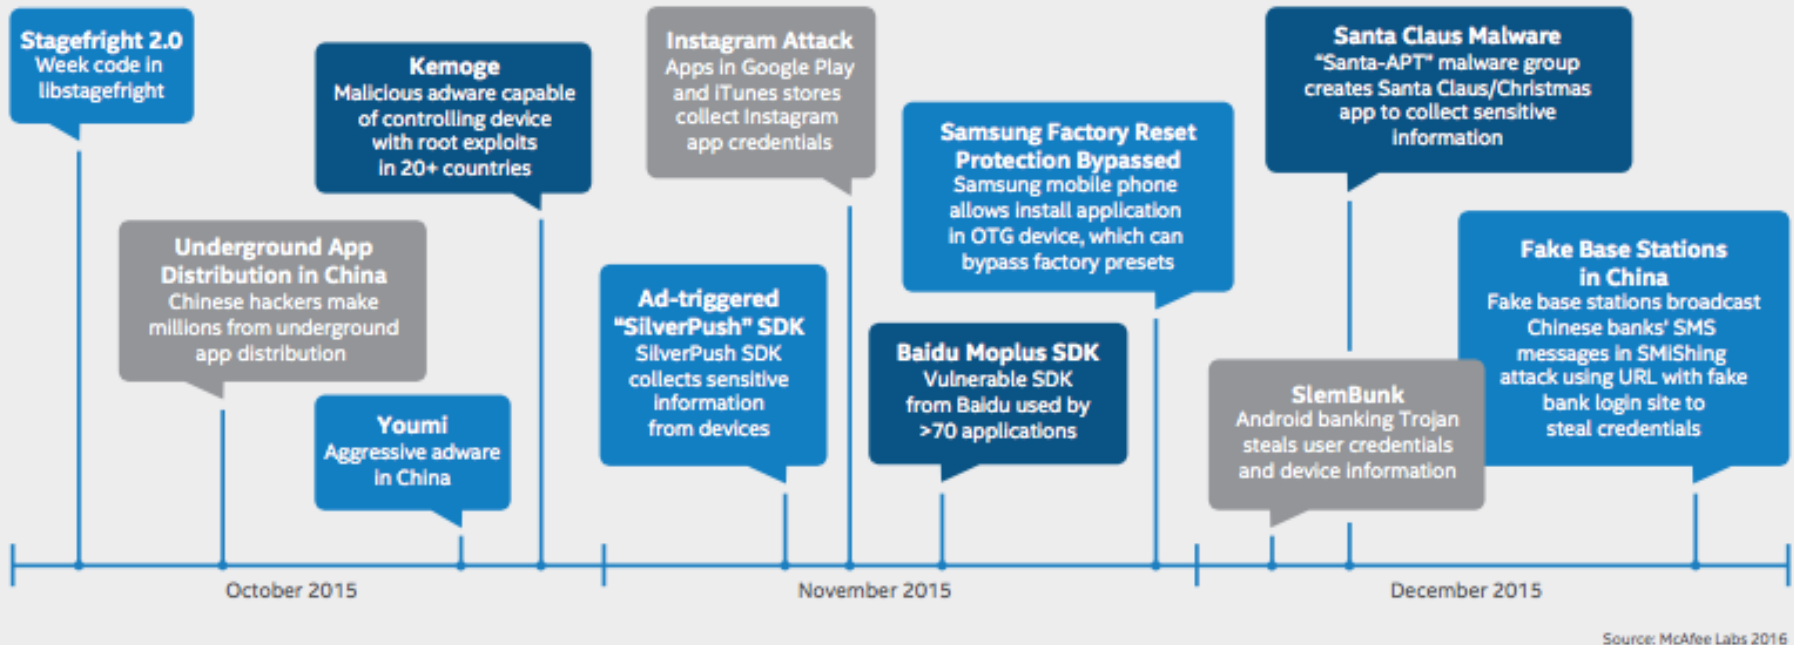 Stagefright 2.0
Week code in
libstagefright
Underground App
Distribution in China
Chinese hackers make
millions from underground
app distribution
Youmi
Aggressive adware
in China
Kemoge
Malicious adware capable
of controlling device
with root exploits
in 20+ countries
Ad-triggered
"SilverPush" SDK
SilverPush SDK
collects sensitive
information
from devices
Instagram Attack
Apps in Google Play
and iTunes stores
collect Instagram
app credentials
Baidu Moplus SDK
Vulnerable SDK
from Baidu used by
>70 applications
Samsung Factory Reset
Protection Bypassed
Samsung mobile phone
allows install application
in OTG device, which can
bypass factory presets
SlemBunk
Android banking Trojan
steals user credentials
and device information
Santa Claus Malware
"Santa-APT" malware group
creates Santa Claus/Christmas
app to collect sensitive
information
Fake Base Stations
in China
Fake base stations broadcast
Chinese banks' SMS
messages in SMiShing
attack using URL with fake
bank login site to
steal credentials
October 2015
November 2015
December 2015
Source: McAfee Labs 2016